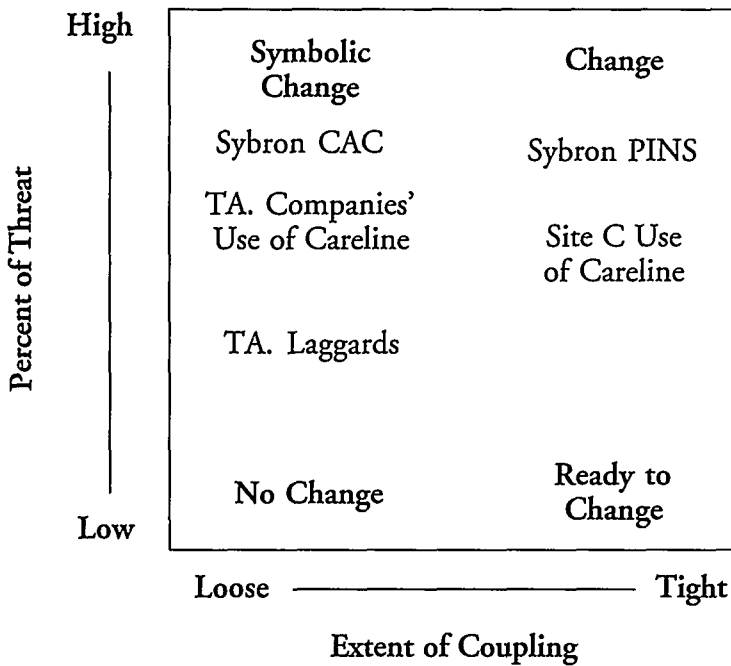 High
Symbolic
Change
Change
Sybron CAC
Sybron PINS
TA. Companies'
Use of Careline
Site C Use
of Careline
TA. Laggards
No Change
Ready to
Change
Low
Percent of Threat
Loose
Tight
Extent of Coupling